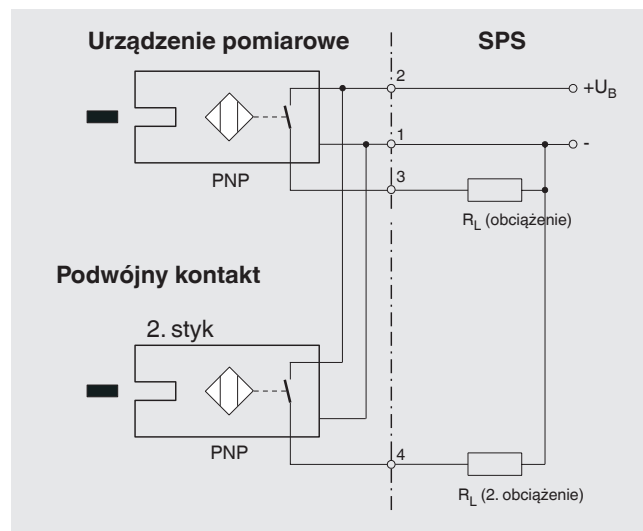 Urządzenie pomiarowe
SPS
2
+U_B
1
-
PNP
3
R_L (obciążenie)
Podwójny kontakt
2. styk
PNP
4
R_L (2. obciążenie)